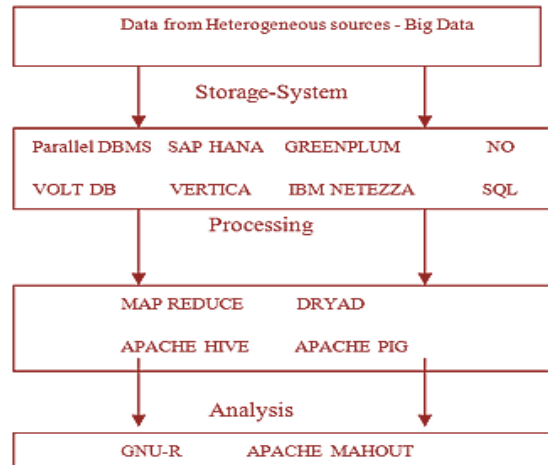 Data from Heterogeneous sources - Big Data
Storage-System
Parallel DBMS SAP HANA GREENPLUM NO
VOLT DB VERTICA IBM NETEZZA SQL
Processing
MAP REDUCE DRYAD
APACHE HIVE APACHE PIG
Analysis
GNU-R APACHE MAHOUT